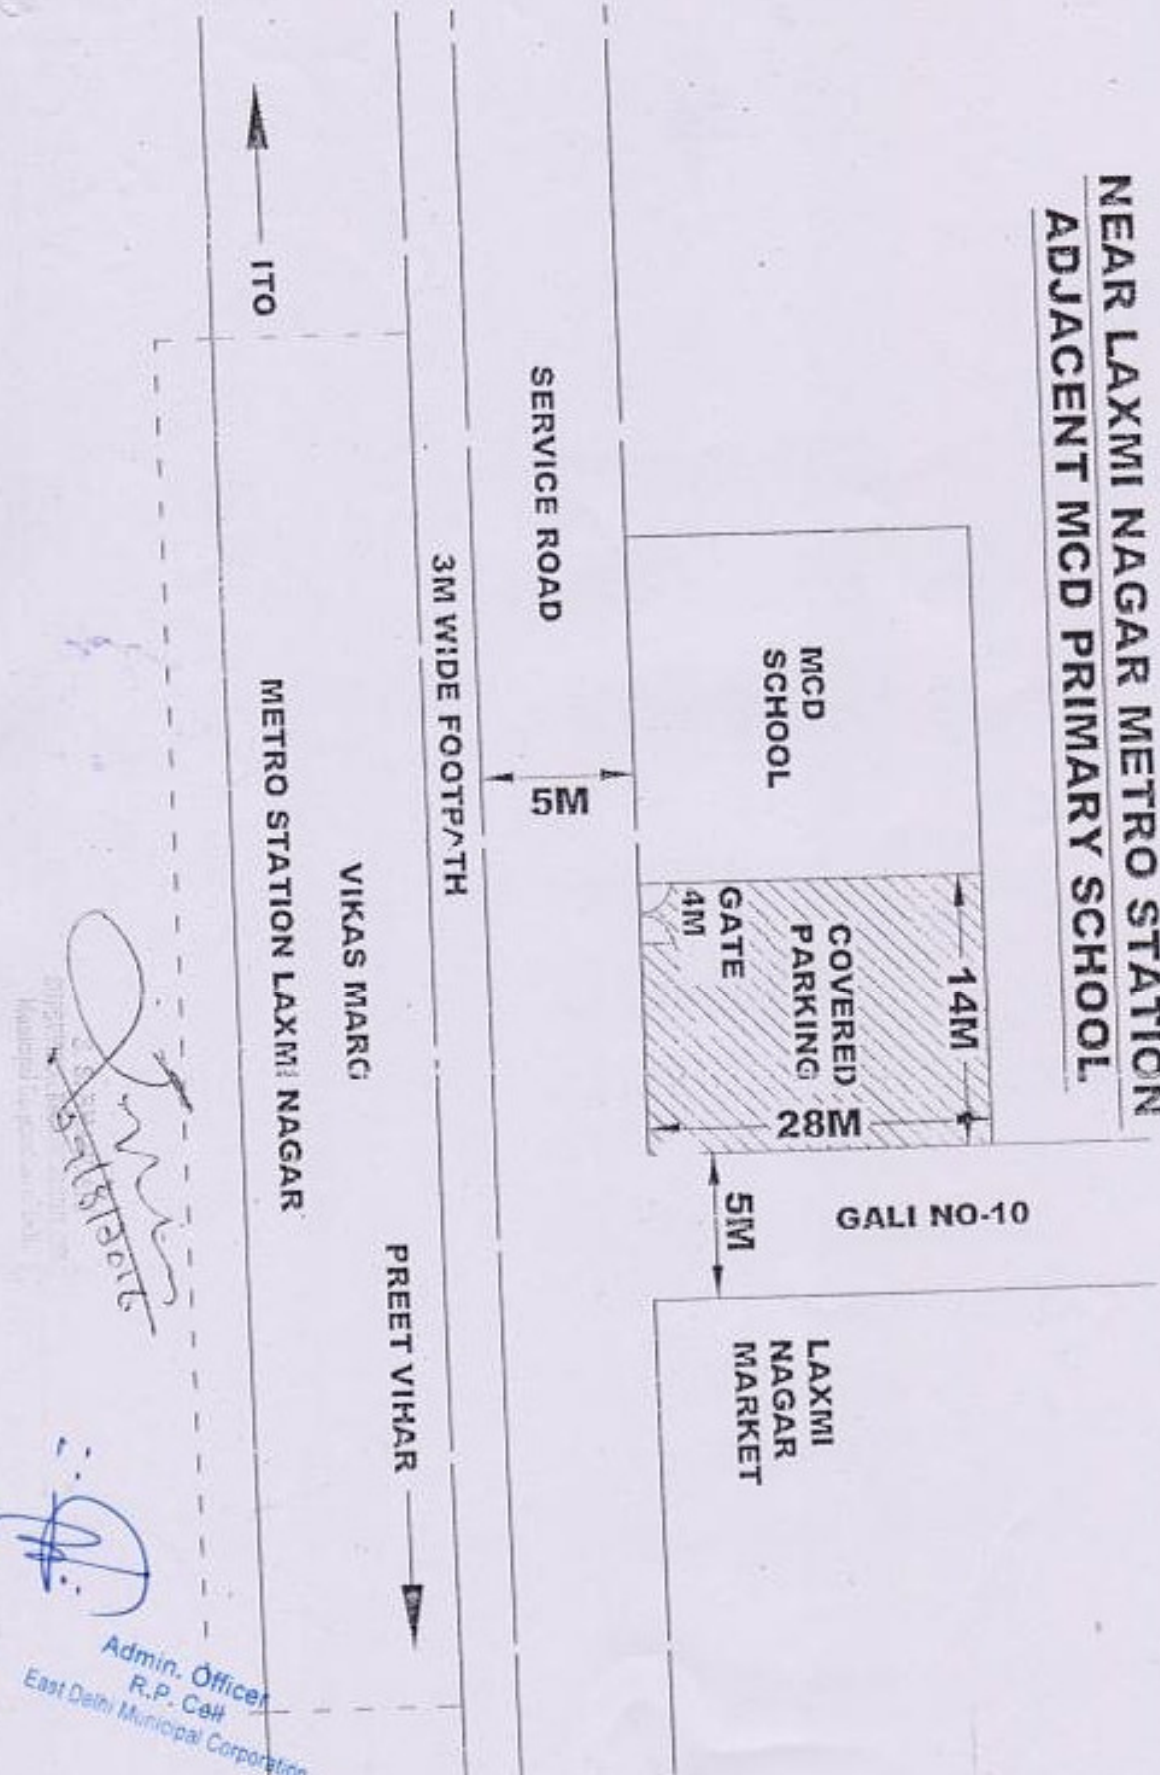 NEAR LAXMI NAGAR METRO STATION
ADJACENT MCD PRIMARY SCHOOL
MCD
SCHOOL
14M
COVERED
PARKING
28M
GATE
4M
GALI NO-10
5M
LAXMI
NAGAR
MARKET
SERVICE ROAD
5M
3M WIDE FOOTPATH
ITO
VIKAS MARG
PREET VIHAR
METRO STATION LAXMI NAGAR
Admin. Officer
R.P. Cell
East Delhi Municipal Corporation